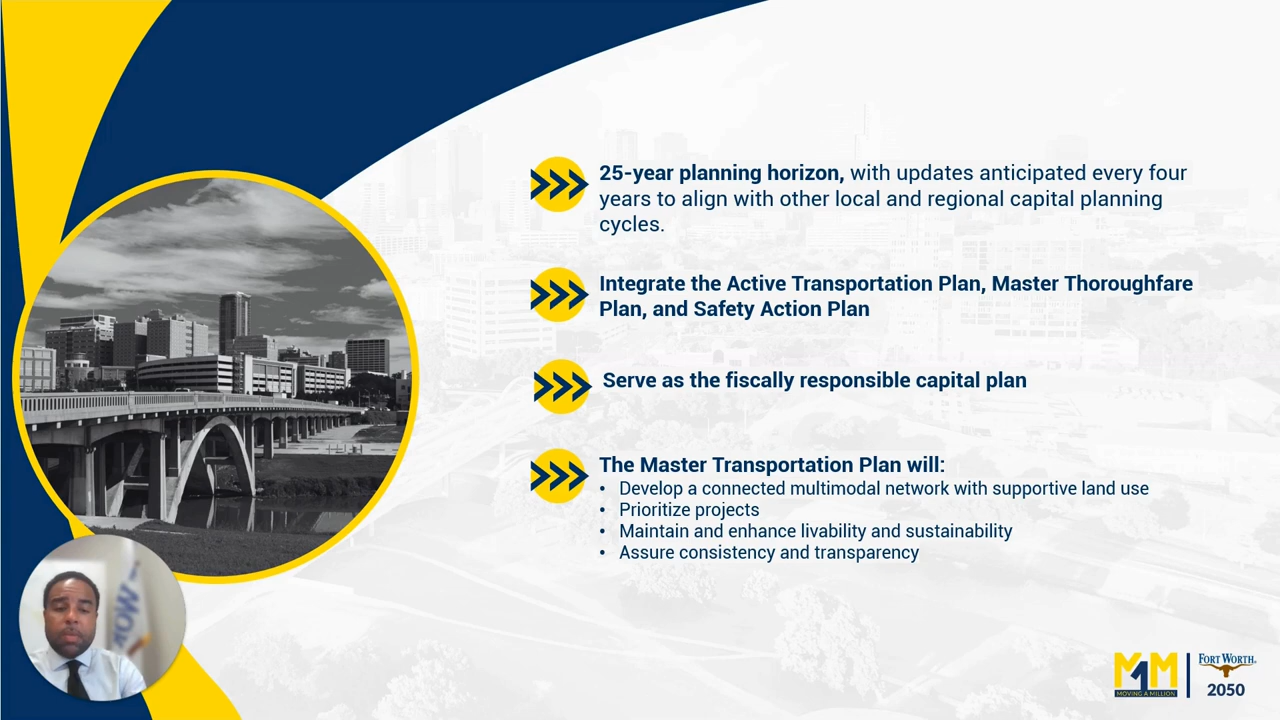 25-year planning horizon, with updates anticipated every four
years to align with other local and regional capital planning
cycles.
Integrate the Active Transportation Plan, Master Thoroughfare
Plan, and Safety Action Plan
Serve as the fiscally responsible capital plan
The Master Transportation Plan will:
• Develop a connected multimodal network with supportive land use
• Prioritize projects
• Maintain and enhance livability and sustainability
• Assure consistency and transparency
M1M
MOVING A MILLION
FORT WORTH®
2050